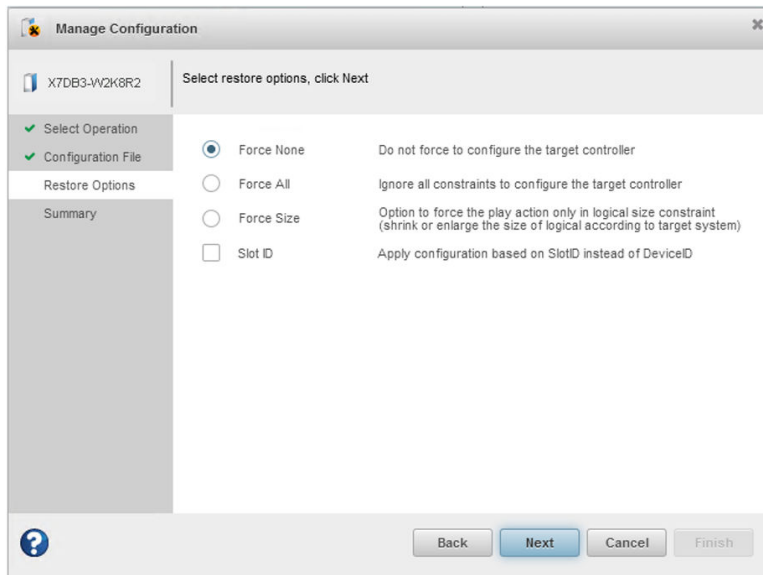 Manage Configuration
X7DB3-W2K8R2
Select restore options, click Next
Select Operation
Configuration File
Restore Options
Summary
Force None Do not force to configure the target controller
Force All Ignore all constraints to configure the target controller
Force Size Option to force the play action only in logical size constraint
(shrink or enlarge the size of logical according to target system)
Slot ID Apply configuration based on SlotID instead of DeviceID
? Back Next Cancel Finish